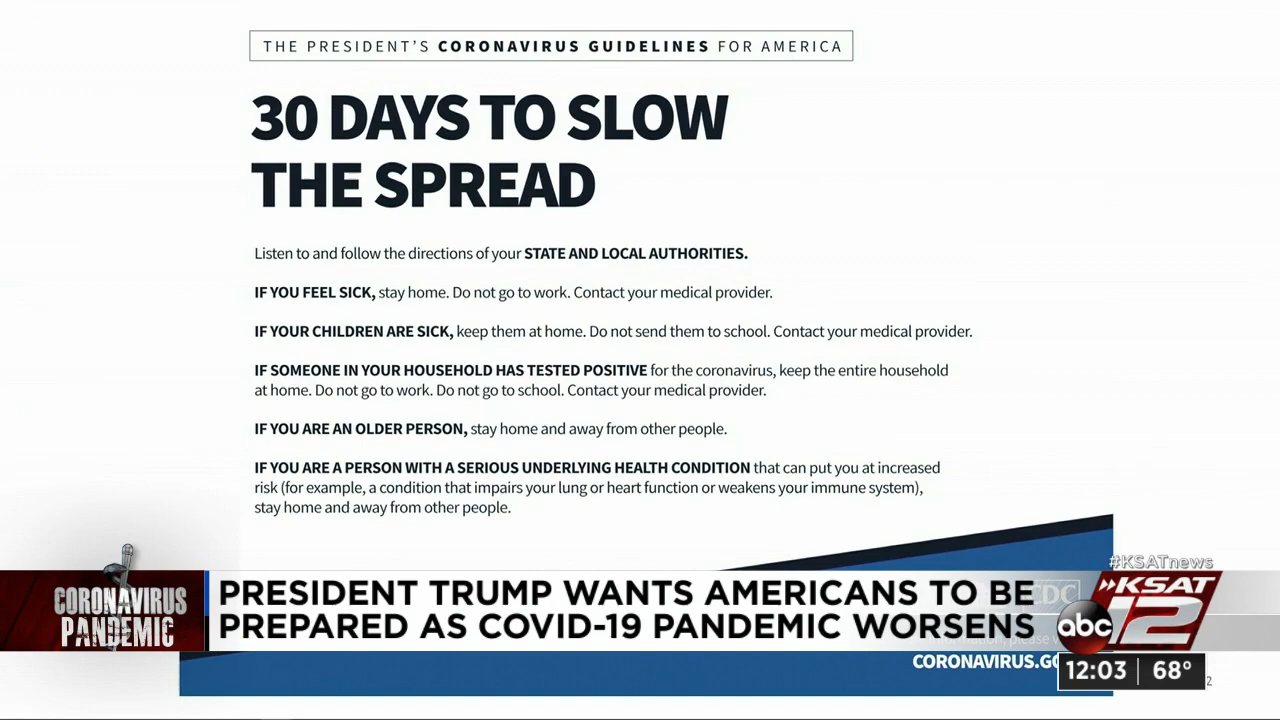 THE PRESIDENT'S CORONAVIRUS GUIDELINES FOR AMERICA
30 DAYS TO SLOW
THE SPREAD
Listen to and follow the directions of your STATE AND LOCAL AUTHORITIES.
IF YOU FEEL SICK, stay home. Do not go to work. Contact your medical provider.
IF YOUR CHILDREN ARE SICK, keep them at home. Do not send them to school. Contact your medical provider.
IF SOMEONE IN YOUR HOUSEHOLD HAS TESTED POSITIVE for the coronavirus, keep the entire household
at home. Do not go to work. Do not go to school. Contact your medical provider.
IF YOU ARE AN OLDER PERSON, stay home and away from other people.
IF YOU ARE A PERSON WITH A SERIOUS UNDERLYING HEALTH CONDITION that can put you at increased
risk (for example, a condition that impairs your lung or heart function or weakens your immune system),
stay home and away from other people.
#KSATnews
CORONAVIRUS
PANDEMIC
PRESIDENT TRUMP WANTS AMERICANS TO BE
PREPARED AS COVID-19 PANDEMIC WORSENS
CDC
abc
KSAT
12
please
CORONAVIRUS.GO
12:03 68°
2